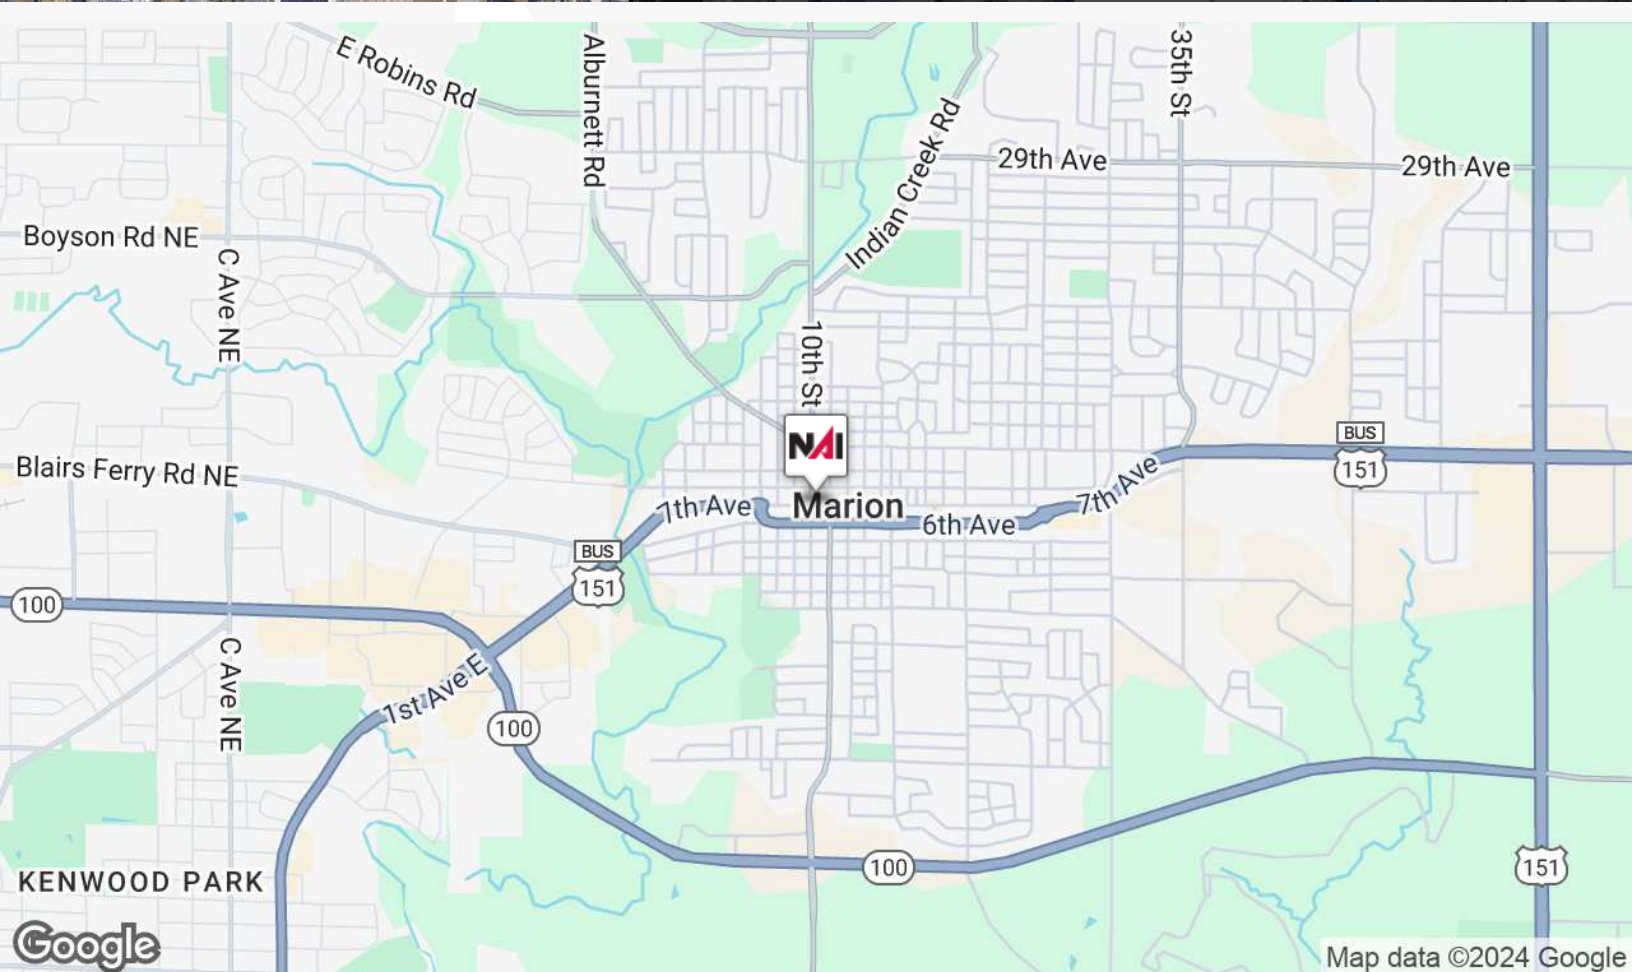 E Robins Rd
Alburnett Rd
35th St
Indian Creek Rd
29th Ave
29th Ave
Boyson Rd NE
C Ave NE
10th St
NAI
BUS
151
Blairs Ferry Rd NE
7th Ave
Marion
6th Ave
7th Ave
BUS
151
100
C Ave NE
1st Ave E
100
100
151
KENWOOD PARK
Google
Map data ©2024 Google